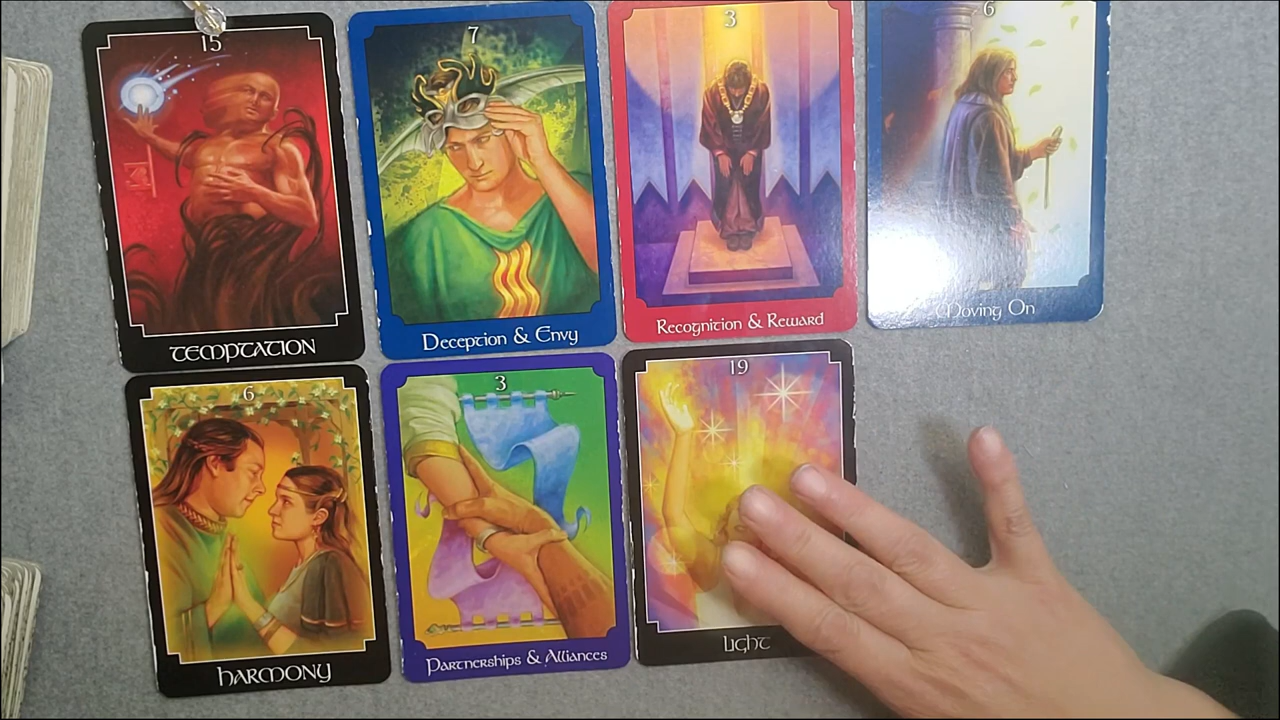 15
TEMPTATION
7
Deception & Envy
3
Recognition & Reward
6
Moving On
6
HARMONY
3
Partnerships & Alliances
19
LIGHT